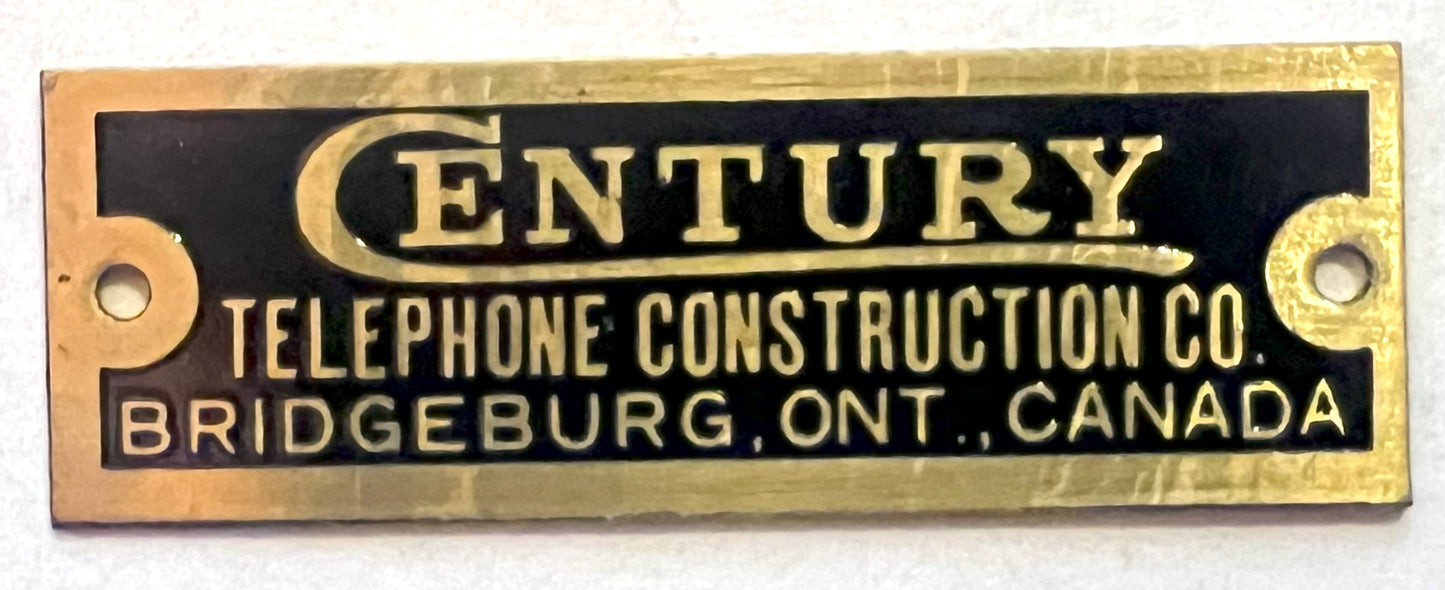 CENTURY
TELEPHONE CONSTRUCTION CO.
BRIDGEBURG, ONT., CANADA